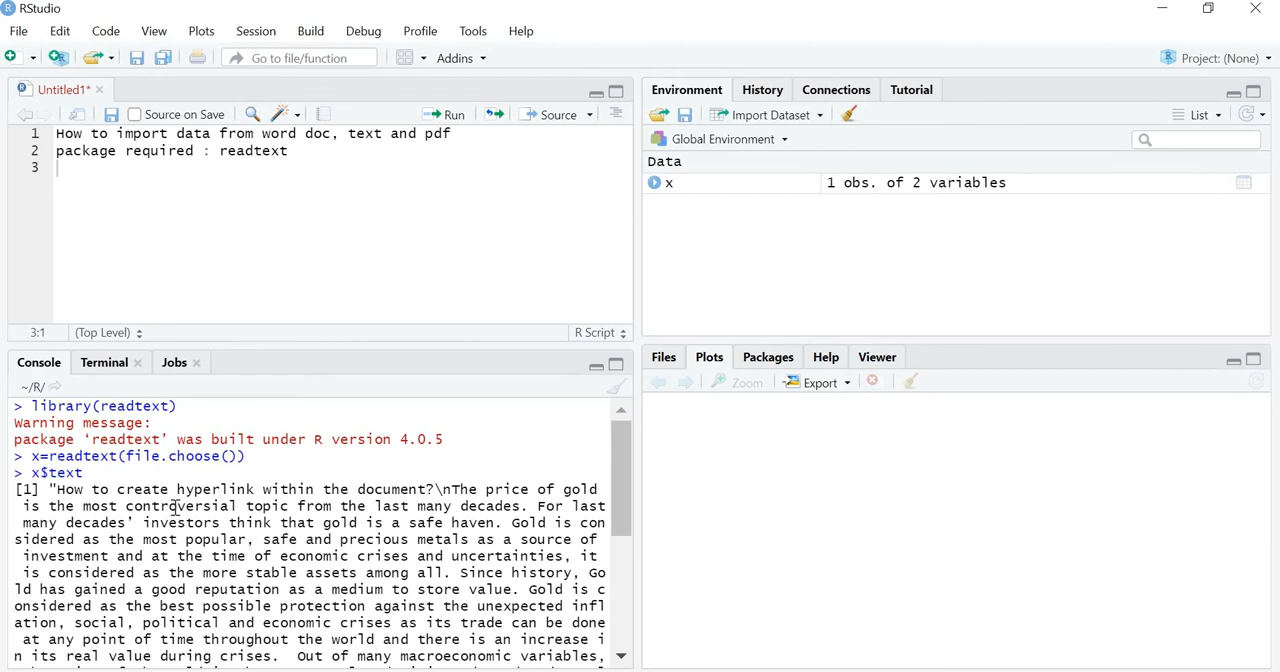 RStudio
File Edit Code View Plots Session Build Debug Profile Tools Help
Go to file/function Addins Project: (None)
Untitled1*
Source on Save Run Source
1 How to import data from word doc, text and pdf
2 package required : readtext
3
3:1 (Top Level) R Script
Console Terminal Jobs
~/R/
> library(readtext)
Warning message:
package ‘readtext’ was built under R version 4.0.5
> x=readtext(file.choose())
> x$text
[1] "How to create hyperlink within the document?\nThe price of gold
is the most controversial topic from the last many decades. For last
many decades’ investors think that gold is a safe haven. Gold is con
sidered as the most popular, safe and precious metals as a source of
investment and at the time of economic crises and uncertainties, it
is considered as the more stable assets among all. Since history, Go
ld has gained a good reputation as a medium to store value. Gold is c
onsidered as the best possible protection against the unexpected infl
ation, social, political and economic crises as its trade can be done
at any point of time throughout the world and there is an increase i
n its real value during crises.  Out of many macroeconomic variables,
Environment History Connections Tutorial
Import Dataset List
Global Environment
Data
x 1 obs. of 2 variables
Files Plots Packages Help Viewer
Zoom Export